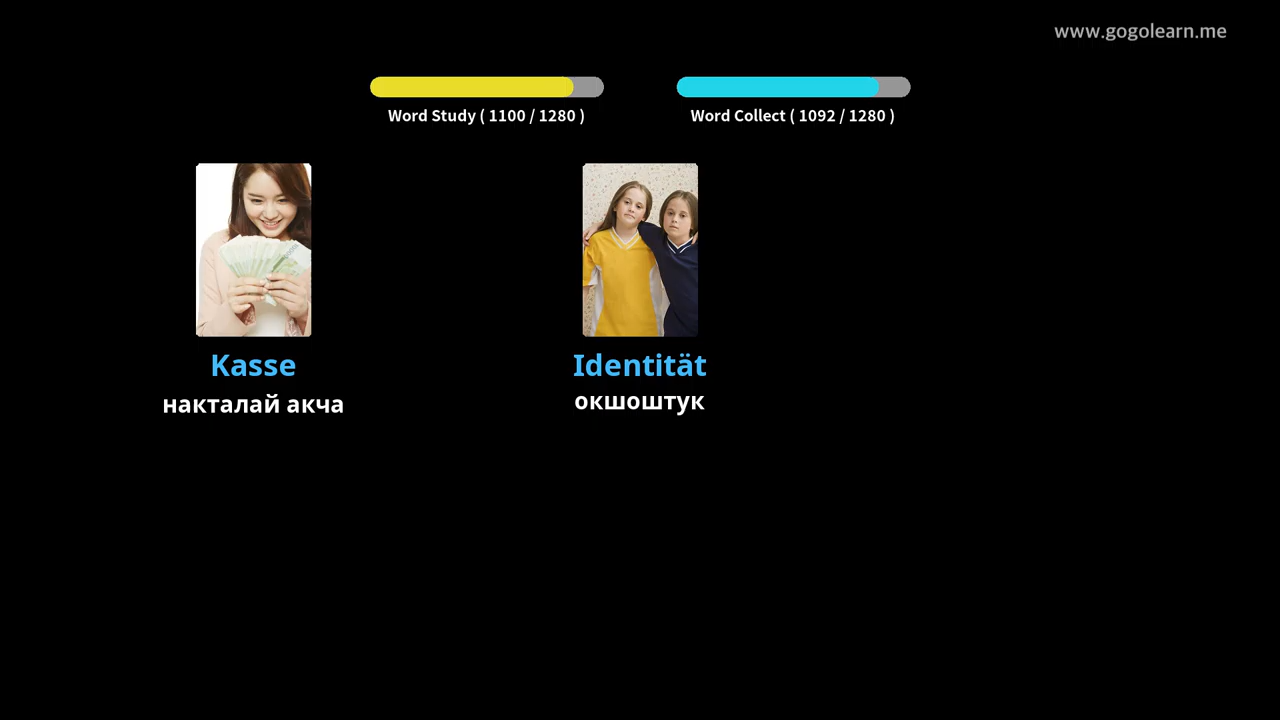 www.gogolearn.me
Word Study ( 1100 / 1280 )
Word Collect ( 1092 / 1280 )
Kasse
накталай акча
Identität
окшоштук